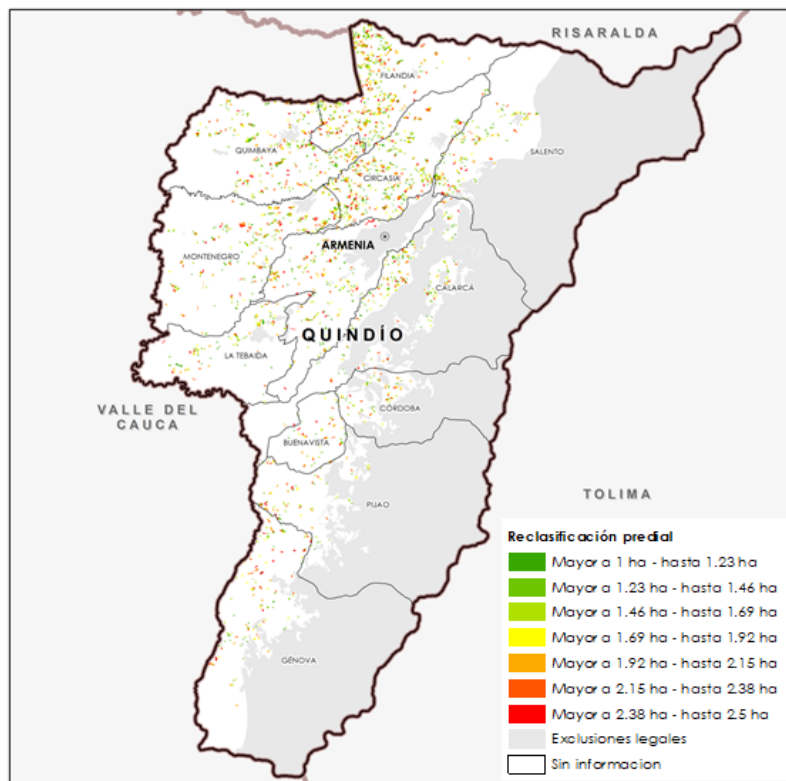 RISARALDA
FILANDIA
QUIMBAYA
SALENTO
CIRCASIA
ARMENIA
MONTENEGRO
CALARCÁ
QUINDÍO
LA TEBAIDA
VALLE DEL
CAUCA
CÓRDOBA
BUENAVISTA
TOLIMA
PIJAO
GÉNOVA
Reclasificación predial
Mayor a 1 ha - hasta 1.23 ha
Mayor a 1.23 ha - hasta 1.46 ha
Mayor a 1.46 ha - hasta 1.69 ha
Mayor a 1.69 ha - hasta 1.92 ha
Mayor a 1.92 ha - hasta 2.15 ha
Mayor a 2.15 ha - hasta 2.38 ha
Mayor a 2.38 ha - hasta 2.5 ha
Exclusiones legales
Sin informacion